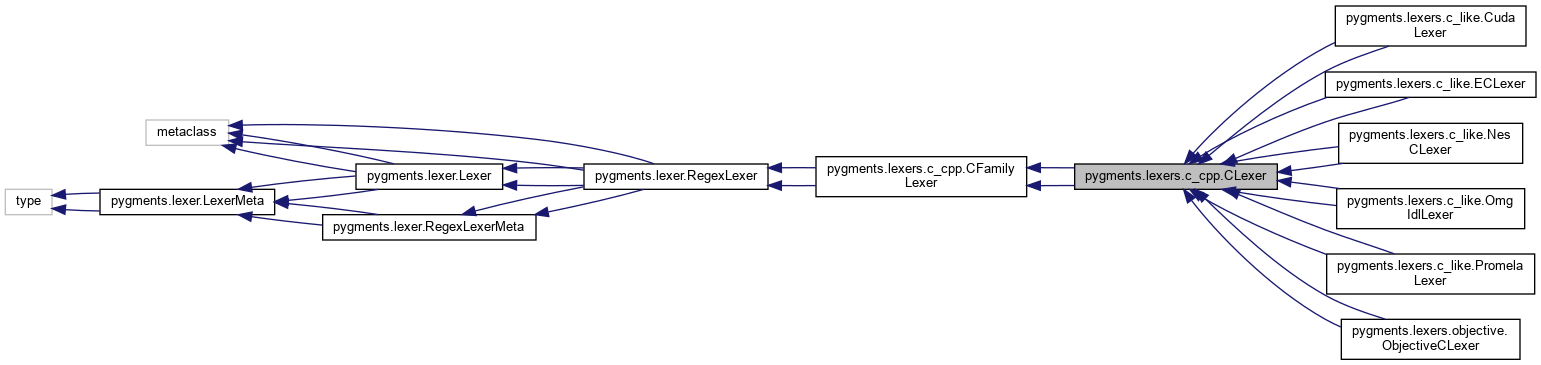 type
metaclass
pygments.lexer.LexerMeta
pygments.lexer.Lexer
pygments.lexer.RegexLexerMeta
pygments.lexer.RegexLexer
pygments.lexers.c_cpp.CFamily
Lexer
pygments.lexers.c_cpp.CLexer
pygments.lexers.c_like.Cuda
Lexer
pygments.lexers.c_like.ECLexer
pygments.lexers.c_like.Nes
CLexer
pygments.lexers.c_like.Omg
IdlLexer
pygments.lexers.c_like.Promela
Lexer
pygments.lexers.objective.
ObjectiveCLexer